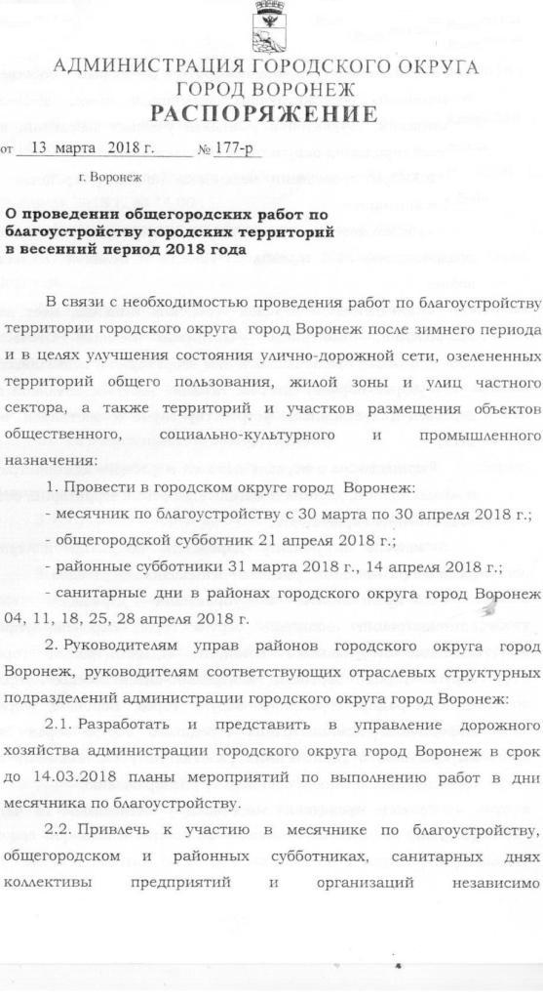 АДМИНИСТРАЦИЯ ГОРОДСКОГО ОКРУГА
ГОРОД ВОРОНЕЖ
РАСПОРЯЖЕНИЕ
от 13 марта 2018 г. № 177-р
г. Воронеж
О проведении общегородских работ по
благоустройству городских территорий
в весенний период 2018 года
В связи с необходимостью проведения работ по благоустройству
территории городского округа город Воронеж после зимнего периода
и в целях улучшения состояния улично-дорожной сети, озелененных
территорий общего пользования, жилой зоны и улиц частного
сектора, а также территорий и участков размещения объектов
общественного, социально-культурного и промышленного
назначения:
1. Провести в городском округе город Воронеж:
- месячник по благоустройству с 30 марта по 30 апреля 2018 г.;
- общегородской субботник 21 апреля 2018 г.;
- районные субботники 31 марта 2018 г., 14 апреля 2018 г.;
- санитарные дни в районах городского округа город Воронеж
04, 11, 18, 25, 28 апреля 2018 г.
2. Руководителям управ районов городского округа город
Воронеж, руководителям соответствующих отраслевых структурных
подразделений администрации городского округа город Воронеж:
2.1. Разработать и представить в управление дорожного
хозяйства администрации городского округа город Воронеж в срок
до 14.03.2018 планы мероприятий по выполнению работ в дни
месячника по благоустройству.
2.2. Привлечь к участию в месячнике по благоустройству,
общегородском и районных субботниках, санитарных днях
коллективы предприятий и организаций независимо